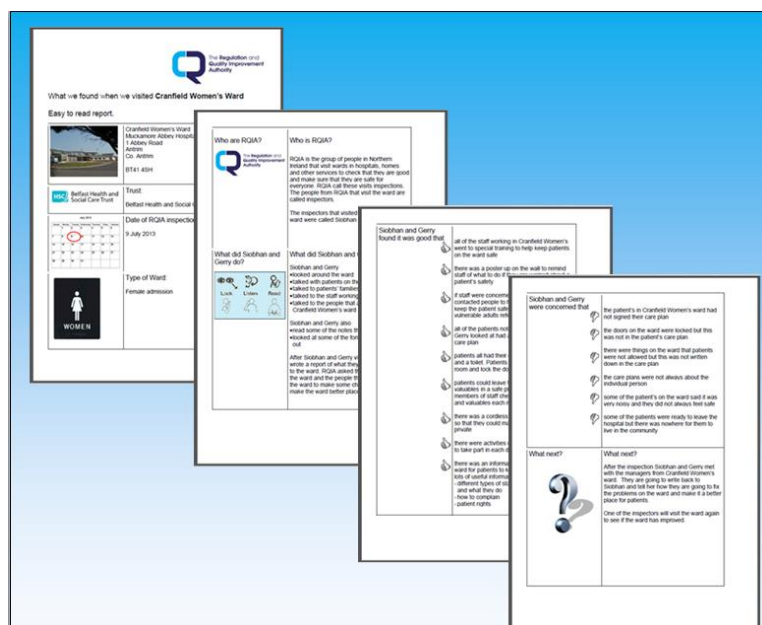 The Regulation and
Quality Improvement
Authority
What we found when we visited Cranfield Women's Ward
Easy to read report.
Cranfield Women's Ward
Muckamore Abbey Hospita
1 Abbey Road
Antrim
Co. Antrim
BT41 4SH
HSC Belfast Health and
Social Care Trust
Trust:
Belfast Health and Social
Date of RQIA inspection
9 July 2013
WOMEN
Type of Ward:
Female admission
Who are RQIA?
The Regulation and
Quality Improvement
Authority
Who is RQIA?
RQIA is the group of people in Northern
Ireland that visit wards in hospitals, homes
and other services to check that they are good
and make sure that they are safe for
everyone. RQIA call these visits inspections.
The people from RQIA that visit the ward are
called inspectors.
The inspectors that visited
ward were called Siobhan
What did Siobhan and
Gerry do?
Look Listen Read
What did Siobhan and
Siobhan and Gerry
•looked around the ward
•talked with patients on the
•talked to patients' families
•talked to the staff working
•talked to the people that
Cranfield Women's ward
Siobhan and Gerry also
•read some of the notes
•looked at some of the
out
After Siobhan and Gerry
wrote a report of what they
to the ward. RQIA asked
the ward and the people
the ward to make some
make the ward better place
Siobhan and Gerry
found it was good that
all of the staff working in Cranfield Women's
went to special training to help keep patients
on the ward safe
there was a poster up on the wall to remind
staff of what to do if
patient's safety
if staff were concerne
contacted people to
keep the patient safe
vulnerable adults
all of the patients
Gerry looked at had a
care plan
patients all had their
and a toilet. Patients
room and lock the
patients could leave
valuables in a safe
members of staff
and valuables each
there was a cordless
so that they could
private
there were activities
to take part in each
there was an informa
ward for patients to
lots of useful informa
- different types of
and what they do
- how to complain
- patient rights
Siobhan and Gerry
were concerned that
the patient's in Cranfield Women's ward had
not signed their care plan
the doors on the ward were locked but this
was not in the patient's care plan
there were things on the ward that patients
were not allowed but this was not written
down in the care plan
the care plans were not always about the
individual person
some of the patient's on the ward said it was
very noisy and they did not always feel safe
some of the patients were ready to leave the
hospital but there was nowhere for them to
live in the community
What next?
What next?
After the inspection Siobhan and Gerry met
with the managers from Cranfield Women's
ward. They are going to write back to
Siobhan and tell her how they are going to fix
the problems on the ward and make it a better
place for patients.
One of the inspectors will visit the ward again
to see if the ward has improved.